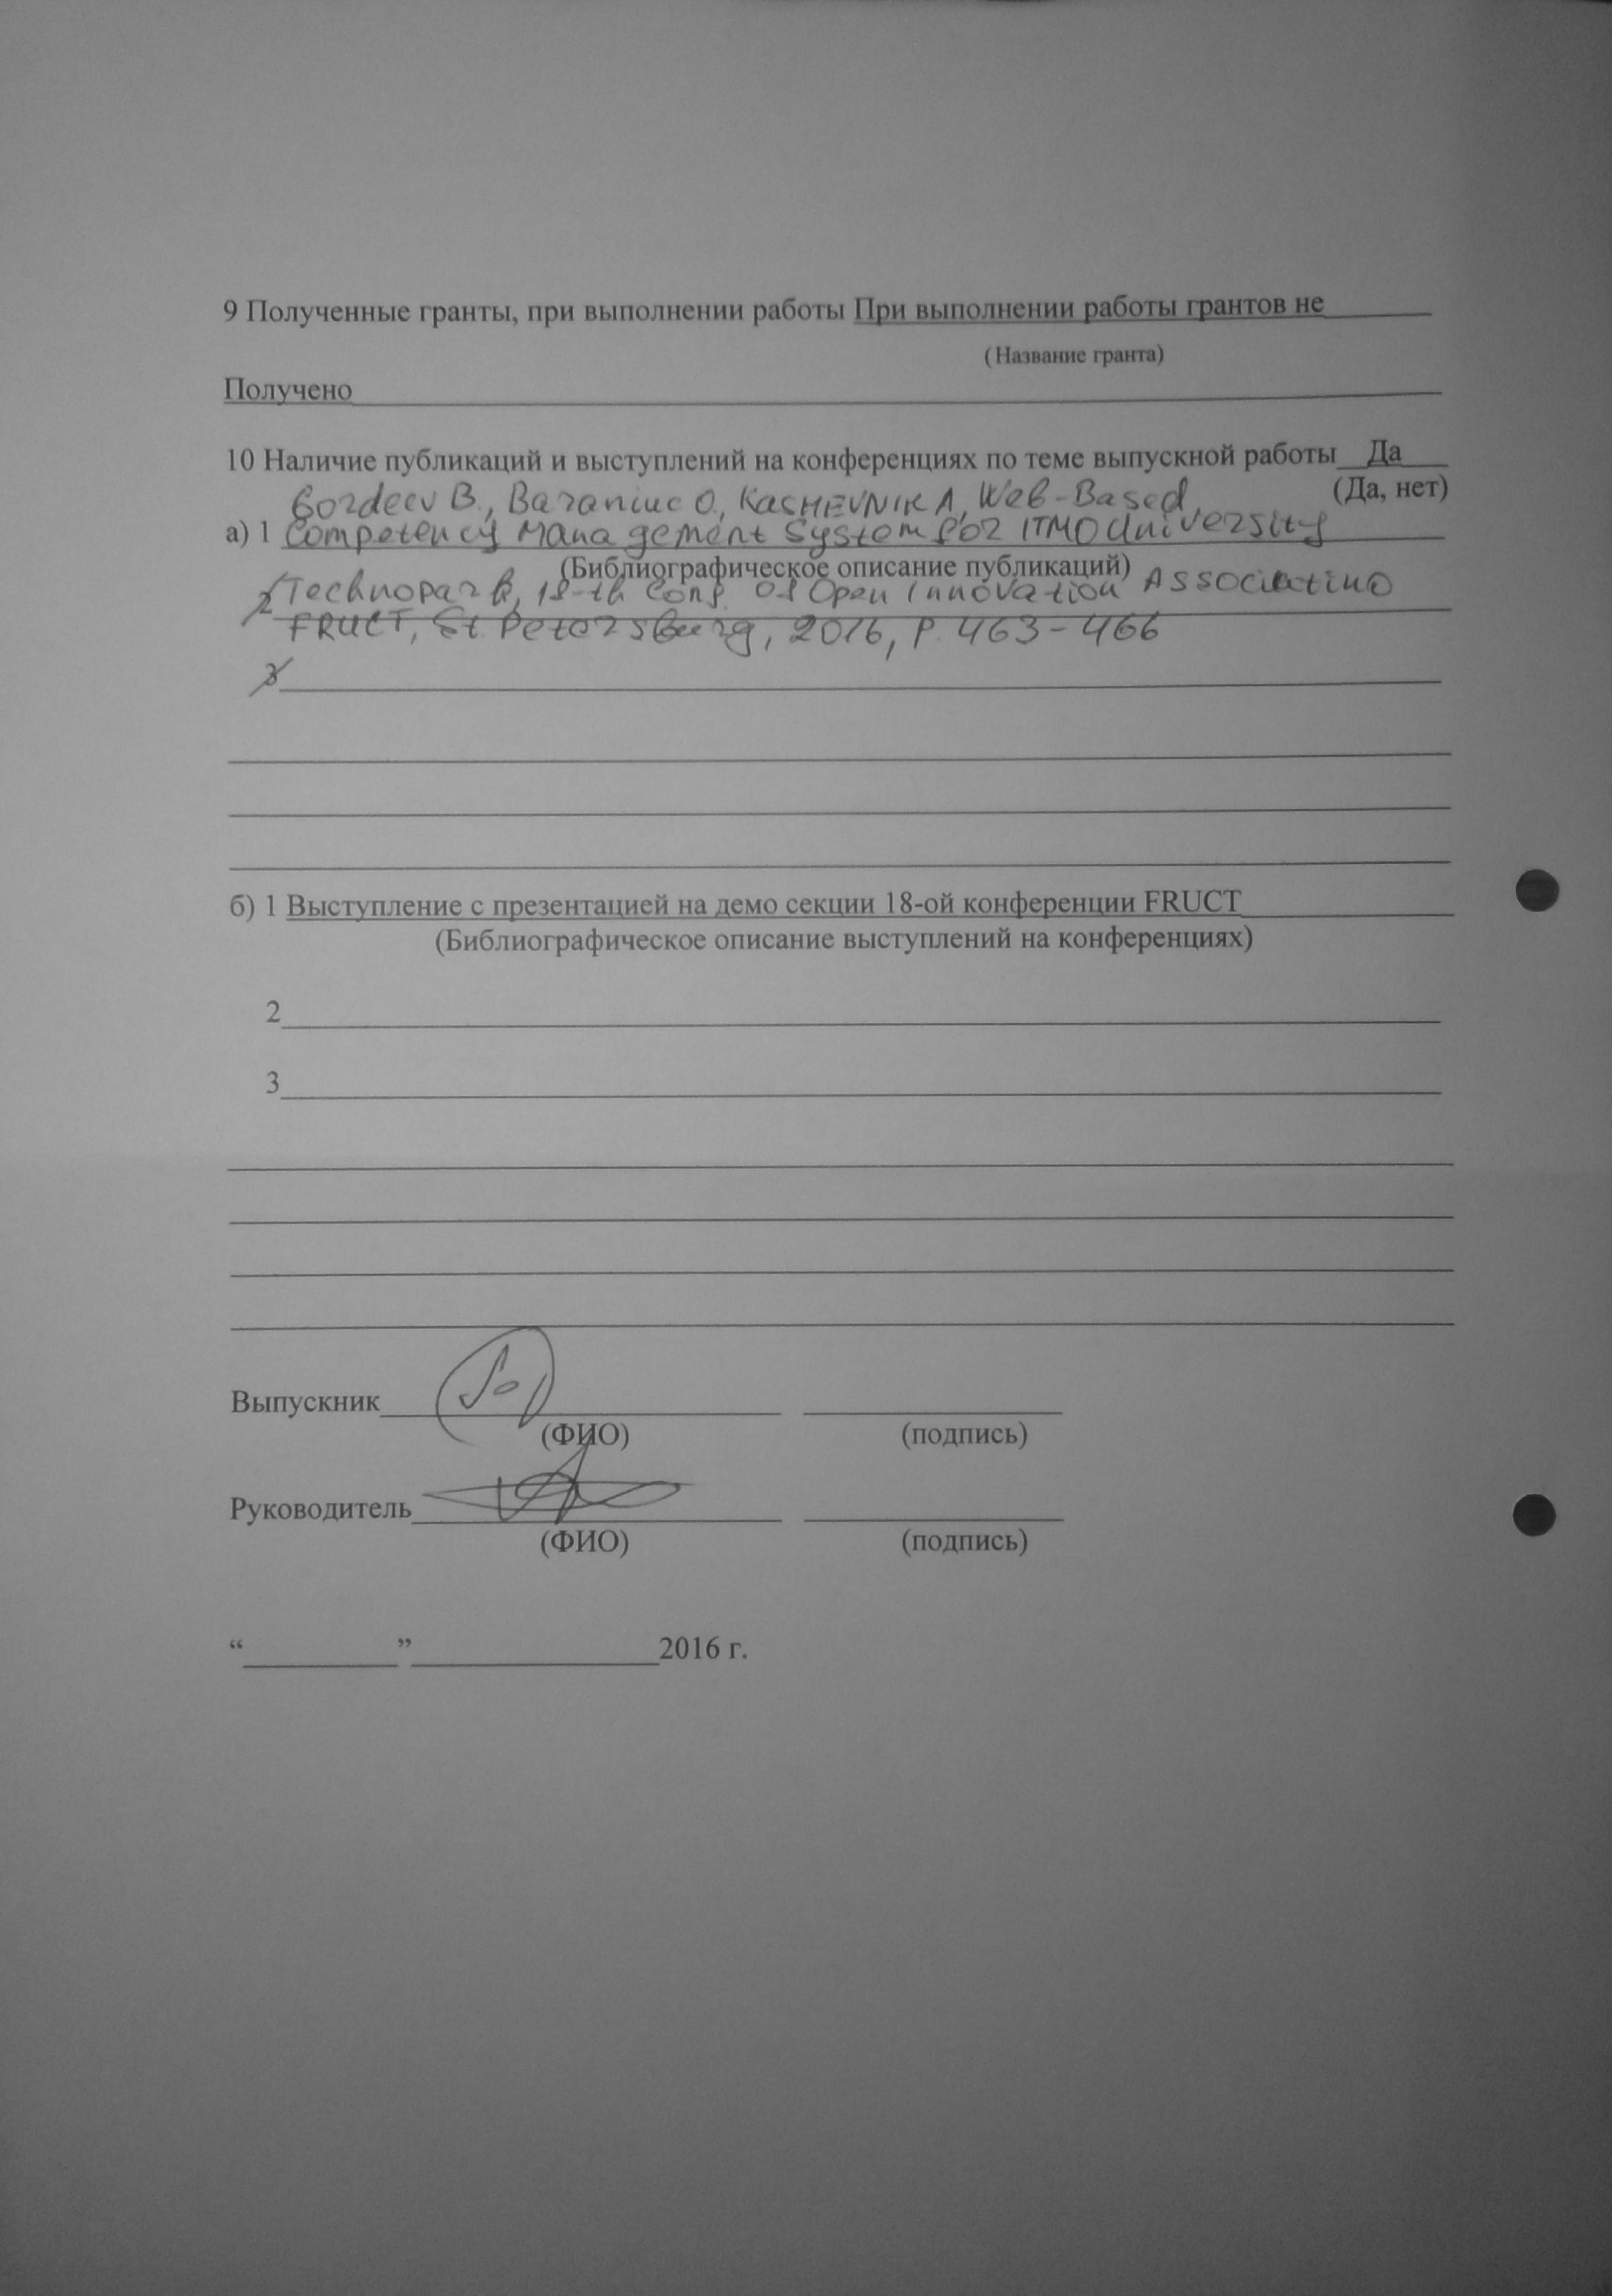 9 Полученные гранты, при выполнении работы При выполнении работы грантов не
(Название гранта)
Получено
10 Наличие публикаций и выступлений на конференциях по теме выпускной работы Да
(Да, нет)
Gordeev B., Baraniuc O., KASHEVNIK A, Web-Based
а) 1 Competency Management System for ITMO University
(Библиографическое описание публикаций)
2 Technopark, 18-th Conf. of Open Innovation Associatino
FRUCT, St. Petersburg, 2016, P. 463-466
3
б) 1 Выступление с презентацией на демо секции 18-ой конференции FRUCT
(Библиографическое описание выступлений на конференциях)
2
3
Выпускник
(ФИО) (подпись)
Руководитель
(ФИО) (подпись)
“ ” 2016 г.